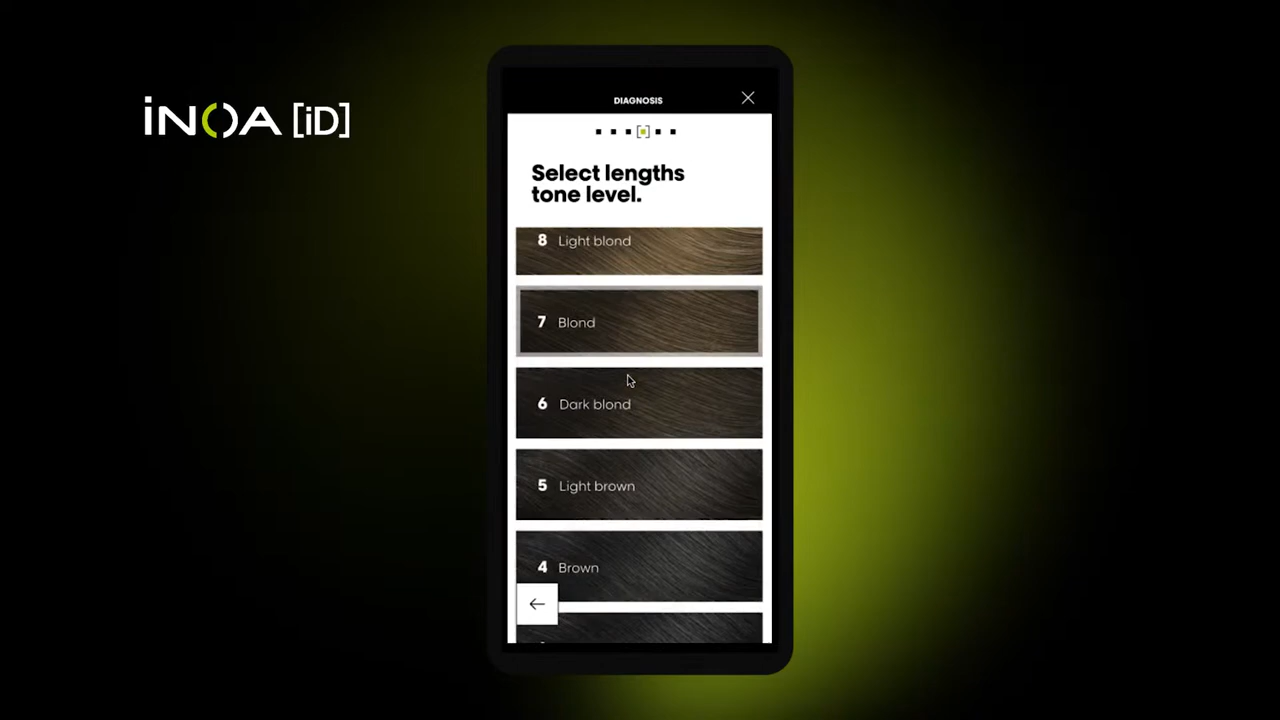 iNOA [iD]
DIAGNOSIS
Select lengths
tone level.
8 Light blond
7 Blond
6 Dark blond
5 Light brown
4 Brown